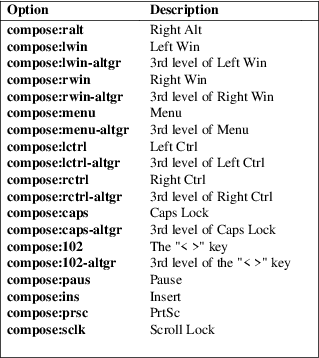 Option Description
compose:ralt Right Alt
compose:lwin Left Win
compose:lwin-altgr 3rd level of Left Win
compose:rwin Right Win
compose:rwin-altgr 3rd level of Right Win
compose:menu Menu
compose:menu-altgr 3rd level of Menu
compose:lctrl Left Ctrl
compose:lctrl-altgr 3rd level of Left Ctrl
compose:rctrl Right Ctrl
compose:rctrl-altgr 3rd level of Right Ctrl
compose:caps Caps Lock
compose:caps-altgr 3rd level of Caps Lock
compose:102 The "< >" key
compose:102-altgr 3rd level of the "< >" key
compose:paus Pause
compose:ins Insert
compose:prsc PrtSc
compose:sclk Scroll Lock